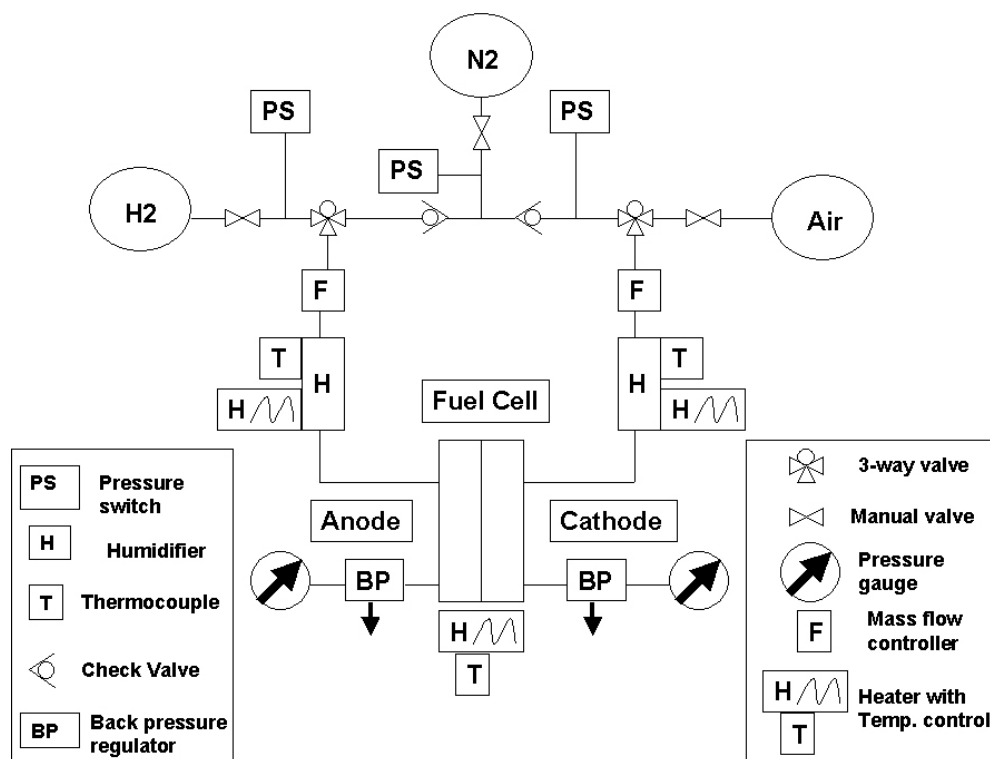 N2
PS
PS
PS
H2
Air
F
F
T
H
H
T
H
Fuel Cell
H
Anode
Cathode
BP
BP
H
T
PS
Pressure
switch
H
Humidifier
T
Thermocouple
Check Valve
BP
Back pressure
regulator
3-way valve
Manual valve
Pressure
gauge
F
Mass flow
controller
H
Heater with
Temp. control
T